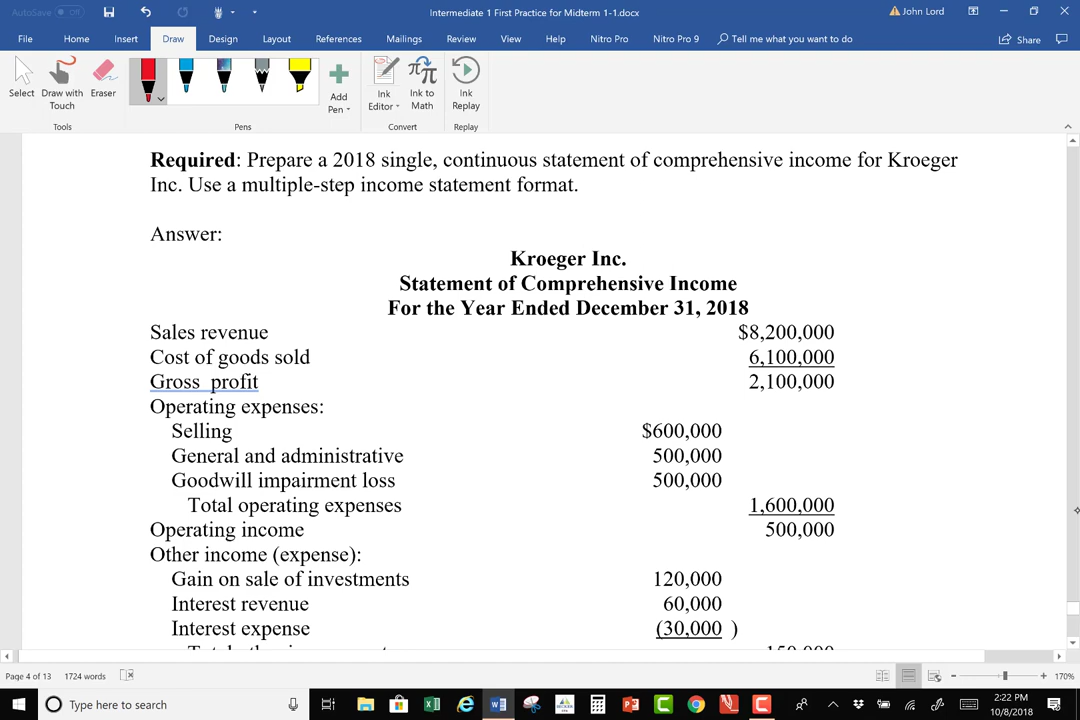 AutoSave Off
Intermediate 1 First Practice for Midterm 1-1.docx
John Lord
File Home Insert Draw Design Layout References Mailings Review View Help Nitro Pro Nitro Pro 9 Tell me what you want to do Share
Select
Draw with Touch
Eraser
Add Pen
Ink Editor
Ink to Math
Ink Replay
Tools Pens Convert Replay
Required: Prepare a 2018 single, continuous statement of comprehensive income for Kroeger
Inc. Use a multiple-step income statement format.
Answer:
Kroeger Inc.
Statement of Comprehensive Income
For the Year Ended December 31, 2018
Sales revenue $8,200,000
Cost of goods sold 6,100,000
Gross profit 2,100,000
Operating expenses:
Selling $600,000
General and administrative 500,000
Goodwill impairment loss 500,000
Total operating expenses 1,600,000
Operating income 500,000
Other income (expense):
Gain on sale of investments 120,000
Interest revenue 60,000
Interest expense (30,000 )
Page 4 of 13 1724 words 170%
Type here to search
2:22 PM
10/8/2018